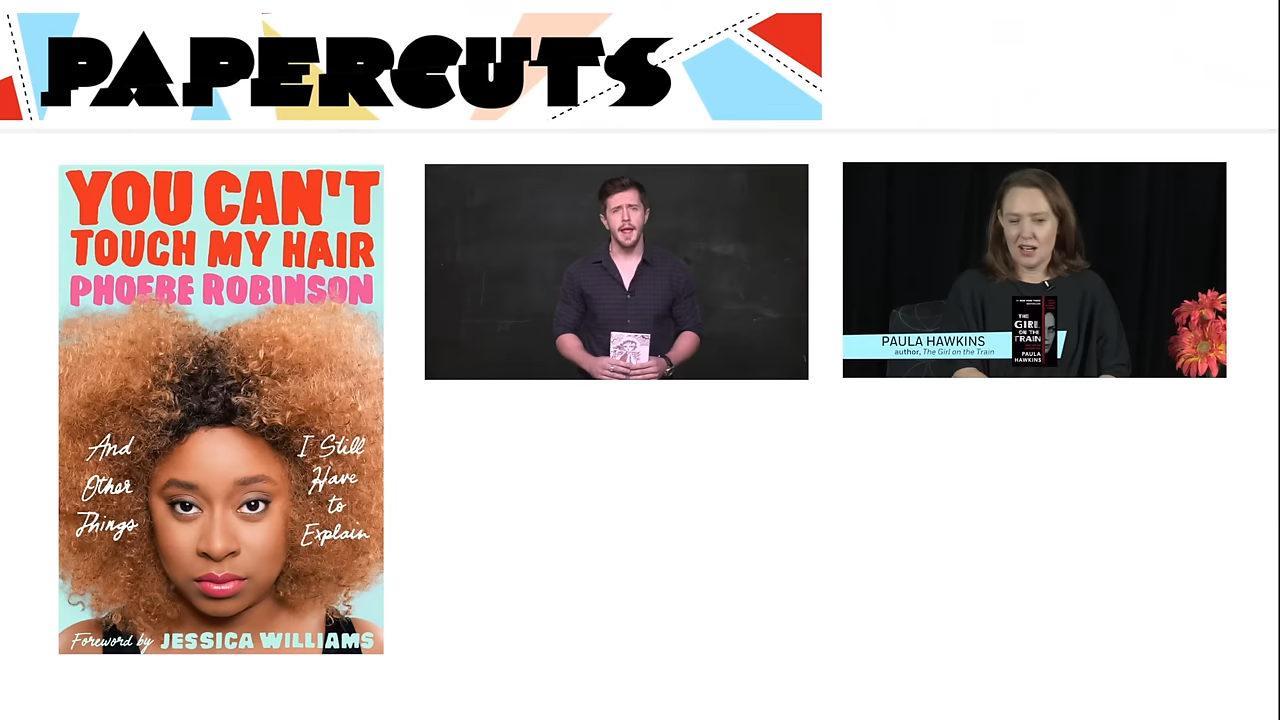 PAPERCUTS
YOU CAN'T
TOUCH MY HAIR
PHOEBE ROBINSON
And
Other
Things
I Still
Have
to
Explain
Foreword by JESSICA WILLIAMS
PAULA HAWKINS
author, The Girl on the Train
THE
GIRL
ON THE
TRAIN
PAULA
HAWKINS